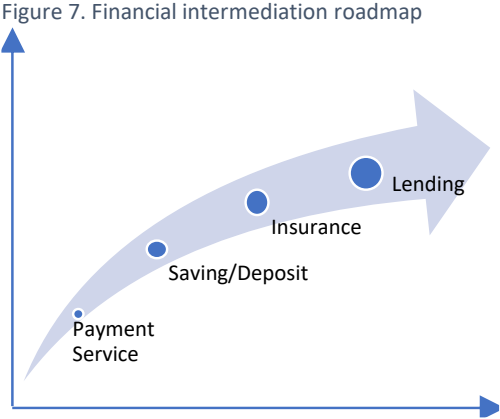 Figure 7. Financial intermediation roadmap
Lending
Insurance
Saving/Deposit
Payment
Service